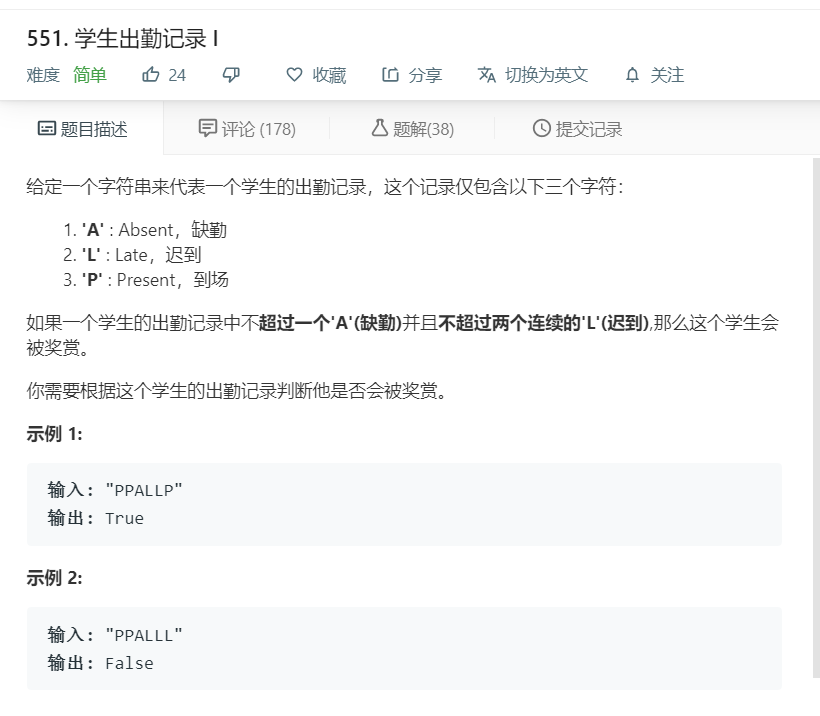 551. 学生出勤记录 I
难度 简单 24 收藏 分享 切换为英文 关注
题目描述 评论 (178) 题解(38) 提交记录
给定一个字符串来代表一个学生的出勤记录，这个记录仅包含以下三个字符：
1. 'A' : Absent，缺勤
2. 'L' : Late，迟到
3. 'P' : Present，到场
如果一个学生的出勤记录中不超过一个'A'(缺勤)并且不超过两个连续的'L'(迟到),那么这个学生会
被奖赏。
你需要根据这个学生的出勤记录判断他是否会被奖赏。
示例 1:
输入: "PPALLP"
输出: True
示例 2:
输入: "PPALLL"
输出: False